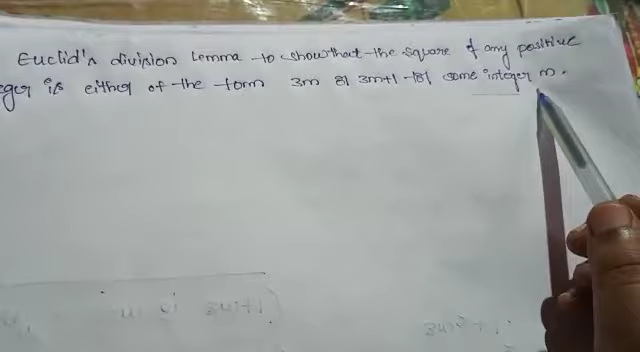 Euclid's division Lemma to show that the square of any positive
eger is either of the form 3m or 3m+1 for some integer m.